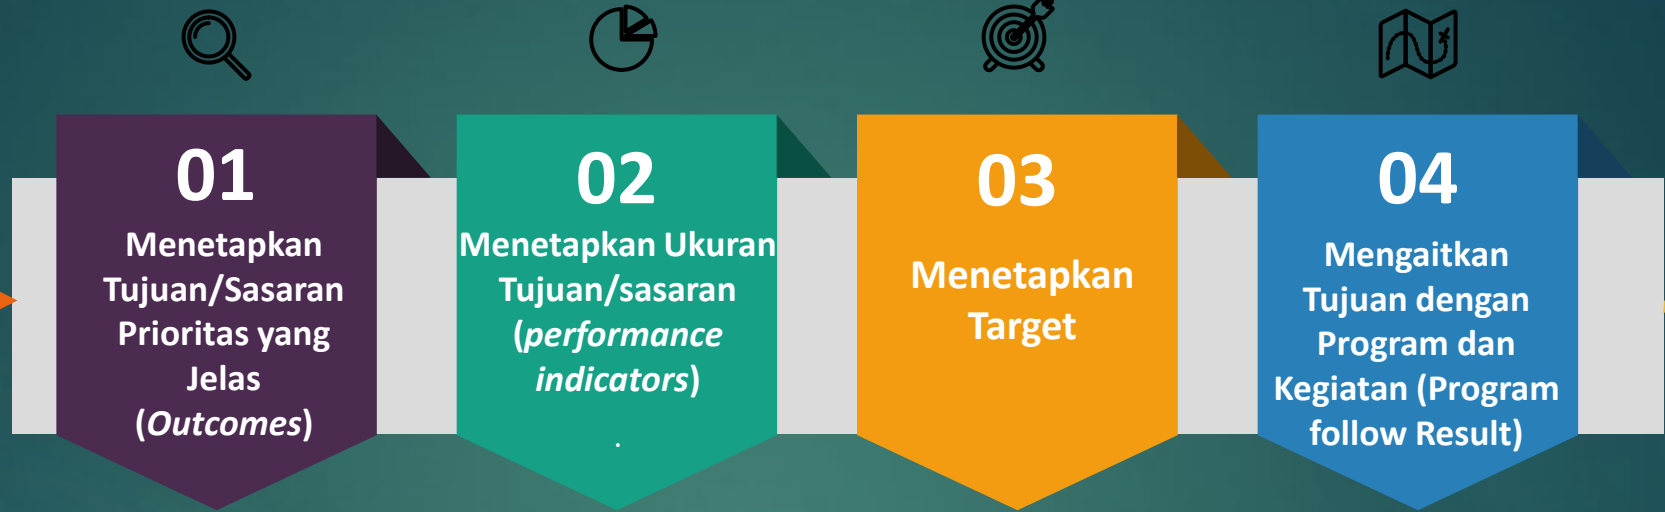 01
Menetapkan
Tujuan/Sasaran
Prioritas yang
Jelas
(Outcomes)
02
Menetapkan Ukuran
Tujuan/sasaran
(performance
indicators)
.
03
Menetapkan
Target
04
Mengaitkan
Tujuan dengan
Program dan
Kegiatan (Program
follow Result)